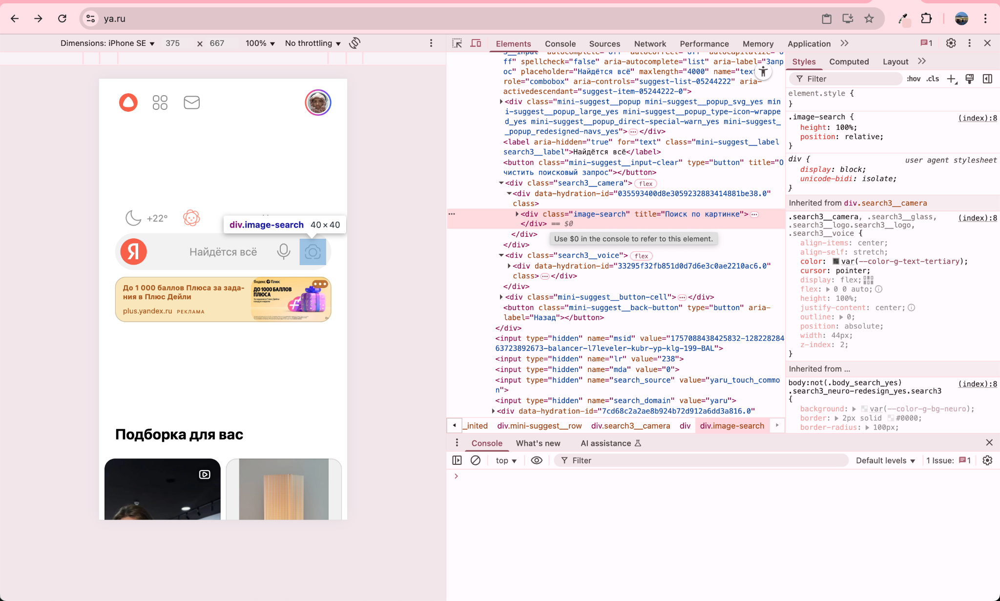 ya.ru
Dimensions: iPhone SE ▼ 375 × 667 100% ▼ No throttling ▼
Elements Console Sources Network Performance Memory Application 1
+22°
div.image-search 40 × 40
Я Найдётся всё
До 1 000 баллов Плюса за зада-
ния в Плюс Дейли
plus.yandex.ru РЕКЛАМА
Яндекс Плюс
ДО 1000 БАЛЛОВ
ПЛЮСА
За задания в Плюс Дейли
каждую неделю
Подборка для вас
ff" spellcheck="false" aria-autocomplete="list" aria-label="Запр
ос" placeholder="Найдётся всё" maxlength="4000" name="text
role="combobox" aria-controls="suggest-list-05244222" aria-
activedescendant="suggest-item-05244222-0">
<div class="mini-suggest__popup mini-suggest__popup_svg_yes min
i-suggest__popup_large_yes mini-suggest__popup_type-icon-wrappe
d_yes mini-suggest__popup_direct-special-warn_yes mini-suggest_
_popup_redesigned-navs_yes">…</div>
<label aria-hidden="true" for="text" class="mini-suggest__label
search3__label">Найдётся всё</label>
<button class="mini-suggest__input-clear" type="button" title="О
чистить поисковый запрос"></button>
<div class="search3__camera"> flex
<div data-hydration-id="035593400d8e3059232883414881be38.0"
class>
<div class="image-search" title="Поиск по картинке">…
</div> == $0
</div>
Use $0 in the console to refer to this element.
</div>
<div class="search3__voice"> flex
<div data-hydration-id="33295f32fb851d0d7d6e3c0ae2210ac6.0"
class>…</div>
</div>
<div class="mini-suggest__button-cell">…</div>
<button class="mini-suggest__back-button" type="button" aria-
label="Назад"></button>
</div>
<input type="hidden" name="msid" value="1757088438425832-128228284
63723892673-balancer-l7leveler-kubr-yp-klg-199-BAL">
<input type="hidden" name="lr" value="238">
<input type="hidden" name="mda" value="0">
<input type="hidden" name="search_source" value="yaru_touch_commo
n">
<input type="hidden" name="search_domain" value="yaru">
<div data-hydration-id="7cd68c2a2ae8b924b72d912a6dd3a816.0"
_inited div.mini-suggest__row div.search3__camera div div.image-search
Styles Computed Layout
Filter :hov .cls
element.style {
}
.image-search { (index):8
height: 100%;
position: relative;
}
div { user agent stylesheet
display: block;
unicode-bidi: isolate;
}
Inherited from div.search3__camera
.search3__camera, .search3__glass, (index):8
.search3__logo.search3__logo,
.search3__voice {
align-items: center;
align-self: stretch;
color: var(--color-g-text-tertiary);
cursor: pointer;
display: flex;
flex: 0 0 auto;
height: 100%;
justify-content: center;
outline: 0;
position: absolute;
width: 44px;
z-index: 2;
}
Inherited from ...
body:not(.body_search_yes) (index):8
.search3_neuro-redesign_yes.search3
{
background: var(--color-g-bg-neuro);
border: 2px solid #0000;
border-radius: 100px;
Console What's new AI assistance
top ▼ Filter Default levels ▼ 1 Issue: 1